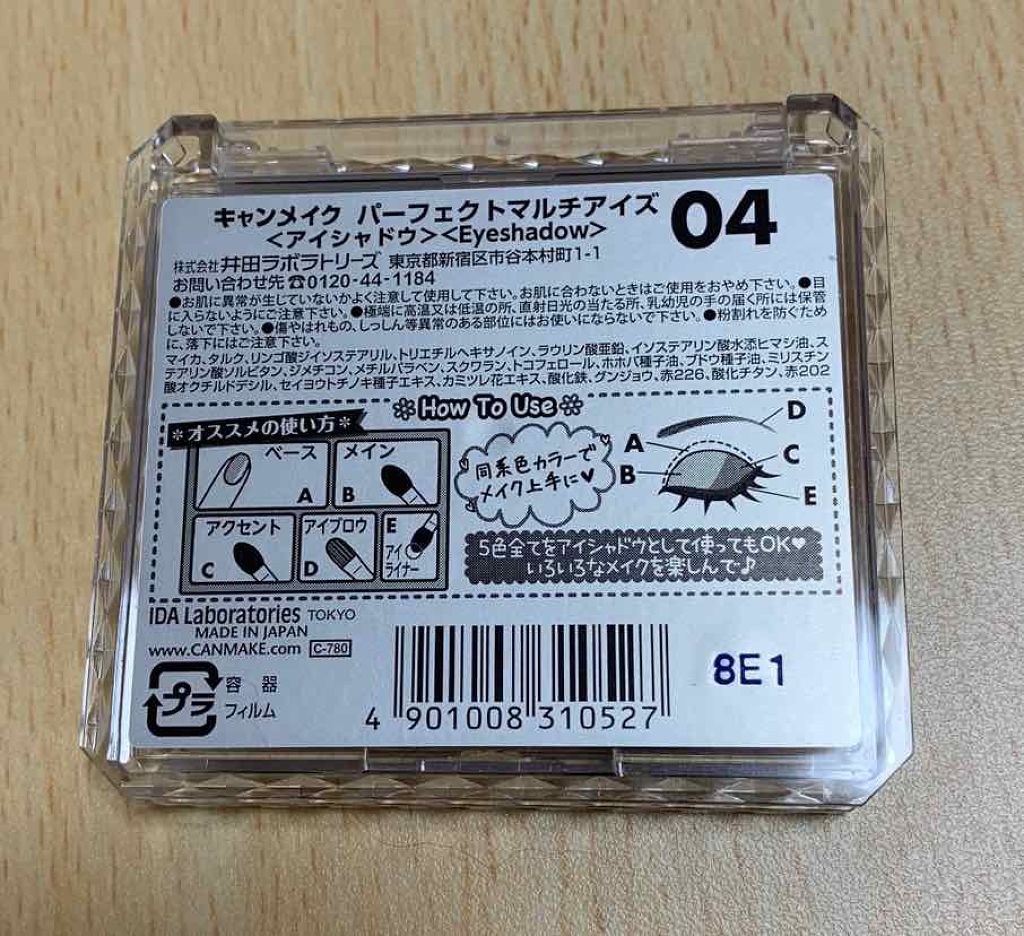 キャンメイク パーフェクトマルチアイズ 04
<アイシャドウ><Eyeshadow>
株式会社 井田ラボラトリーズ 東京都新宿区市谷本村町1-1
お問い合わせ先☎0120-44-1184
●お肌に異常が生じていないかよく注意して使用して下さい。お肌に合わないときはご使用をおやめ下さい。●目
に入らないようにご注意下さい。●極端に高温又は低温の所、直射日光の当たる所、乳幼児の手の届く所には保管
しないで下さい。●傷やはれもの、しっしん等異常のある部位にはお使いにならないで下さい。●粉割れを防ぐため
に、落下にはご注意下さい。
マイカ、タルク、リンゴ酸ジイソステアリル、トリエチルヘキサノイン、ラウリン酸亜鉛、イソステアリン酸水添ヒマシ油、ス
テアリン酸ソルビタン、ジメチコン、メチルパラベン、スクワラン、トコフェロール、ホホバ種子油、ブドウ種子油、ミリスチン
酸オクチルドデシル、セイヨウトチノキ種子エキス、カミツレ花エキス、酸化鉄、グンジョウ、赤226、酸化チタン、赤202
How To Use
オススメの使い方
ベース A
メイン B
アクセント C
アイブロウ D
E アイライナー
同系色カラーで
メイク上手に♥
A
B
D
C
E
5色全てをアイシャドウとして使ってもOK♥
いろいろなメイクを楽しんで♪
IDA Laboratories TOKYO
MADE IN JAPAN
www.CANMAKE.com C-780
プラ
容器
フィルム
4 901008 310527
8E1